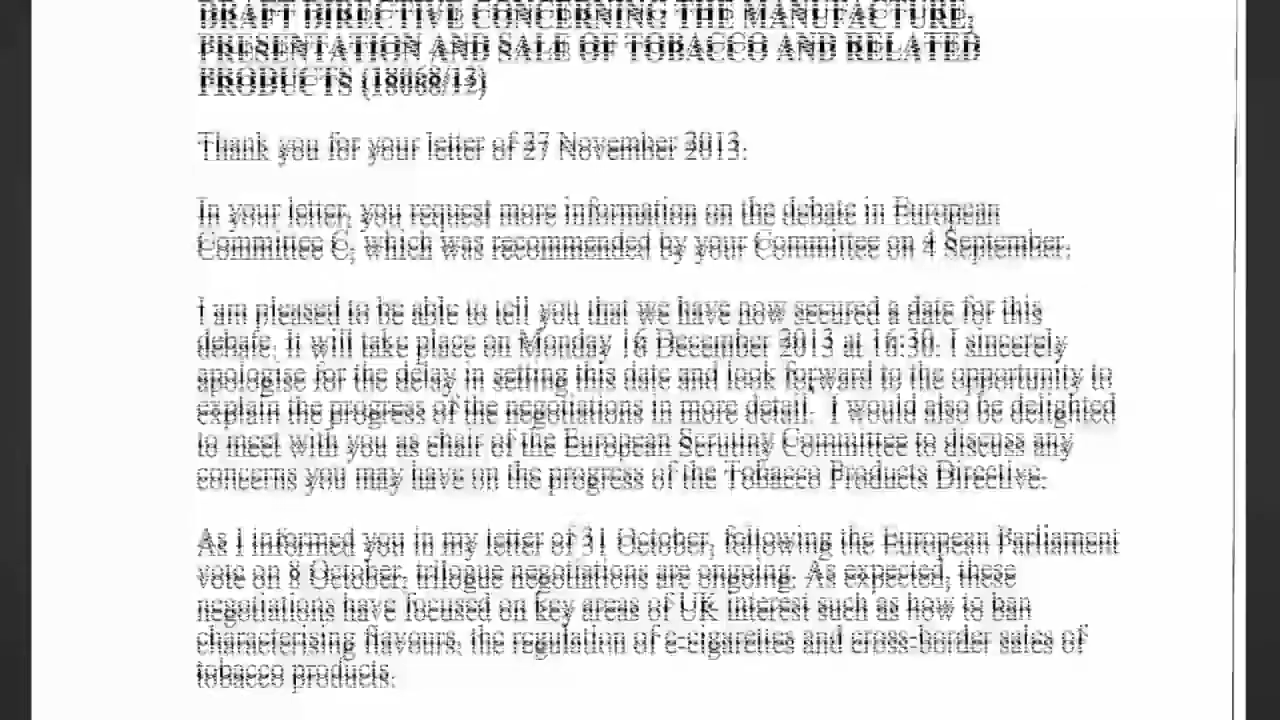 DRAFT DIRECTIVE CONCERNING THE MANUFACTURE,
PRESENTATION AND SALE OF TOBACCO AND RELATED
PRODUCTS (18068/13)
Thank you for your letter of 27 November 2013.
In your letter, you request more information on the debate in European
Committee C, which was recommended by your Committee on 4 September.
I am pleased to be able to tell you that we have now secured a date for this
debate. It will take place on Monday 16 December 2013 at 16:30. I sincerely
apologise for the delay in setting this date and look forward to the opportunity to
explain the progress of the negotiations in more detail. I would also be delighted
to meet with you as chair of the European Scrutiny Committee to discuss any
concerns you may have on the progress of the Tobacco Products Directive.
As I informed you in my letter of 31 October, following the European Parliament
vote on 8 October, trilogue negotiations are ongoing. As expected, these
negotiations have focused on key areas of UK interest such as how to ban
characterising flavours, the regulation of e-cigarettes and cross-border sales of
tobacco products.